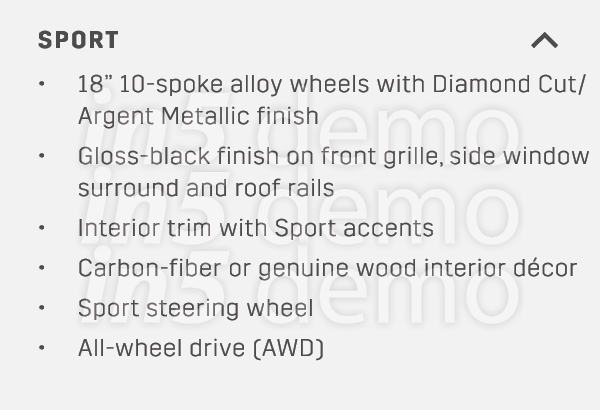 SPORT
• 18” 10-spoke alloy wheels with Diamond Cut/
Argent Metallic finish
• Gloss-black finish on front grille, side window
surround and roof rails
• Interior trim with Sport accents
• Carbon-fiber or genuine wood interior décor
• Sport steering wheel
• All-wheel drive (AWD)
in5 demo
in5 demo
in5 demo